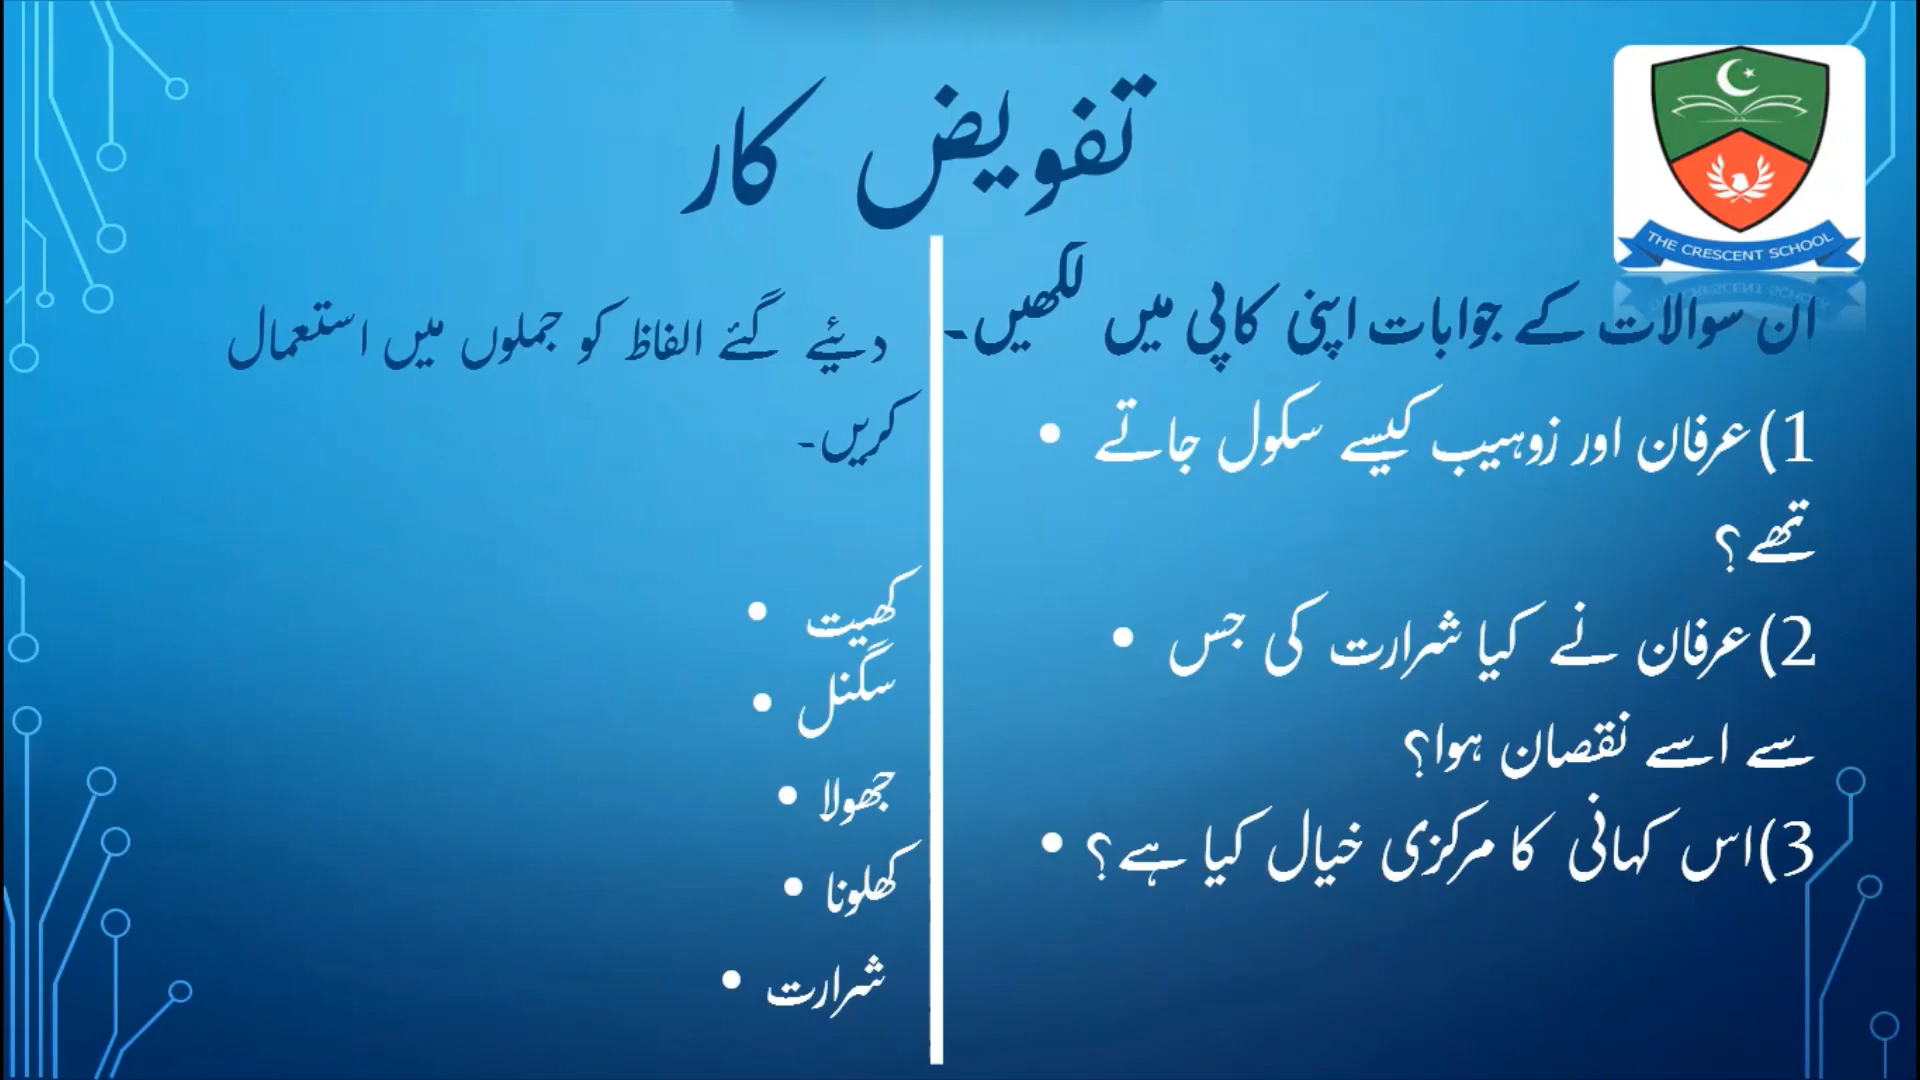 تفویض کار
THE CRESCENT SCHOOL
ان سوالات کے جوابات اپنی کاپی میں لکھیں۔
1)عرفان اور زوہیب کیسے سکول جاتے •
تھے؟
2)عرفان نے کیا شرارت کی جس •
سے اسے نقصان ہوا؟
3)اس کہانی کا مرکزی خیال کیا ہے؟ •
دئیے گئے الفاظ کو جملوں میں استعمال
کریں۔
کھیت •
سگنل •
جھولا •
کھلونا •
شرارت •